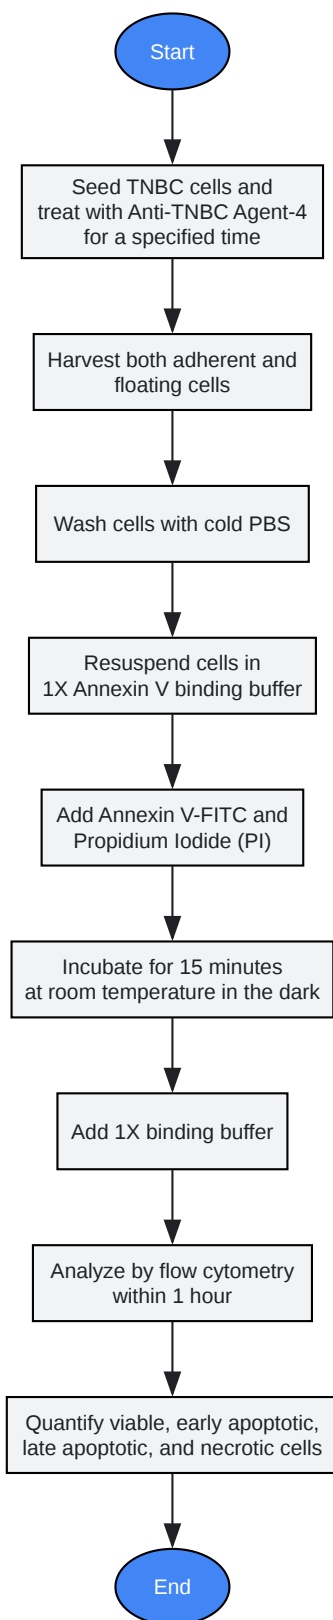 Start
Seed TNBC cells and
treat with Anti-TNBC Agent-4
for a specified time
Harvest both adherent and
floating cells
Wash cells with cold PBS
Resuspend cells in
1X Annexin V binding buffer
Add Annexin V-FITC and
Propidium Iodide (PI)
Incubate for 15 minutes
at room temperature in the dark
Add 1X binding buffer
Analyze by flow cytometry
within 1 hour
Quantify viable, early apoptotic,
late apoptotic, and necrotic cells
End